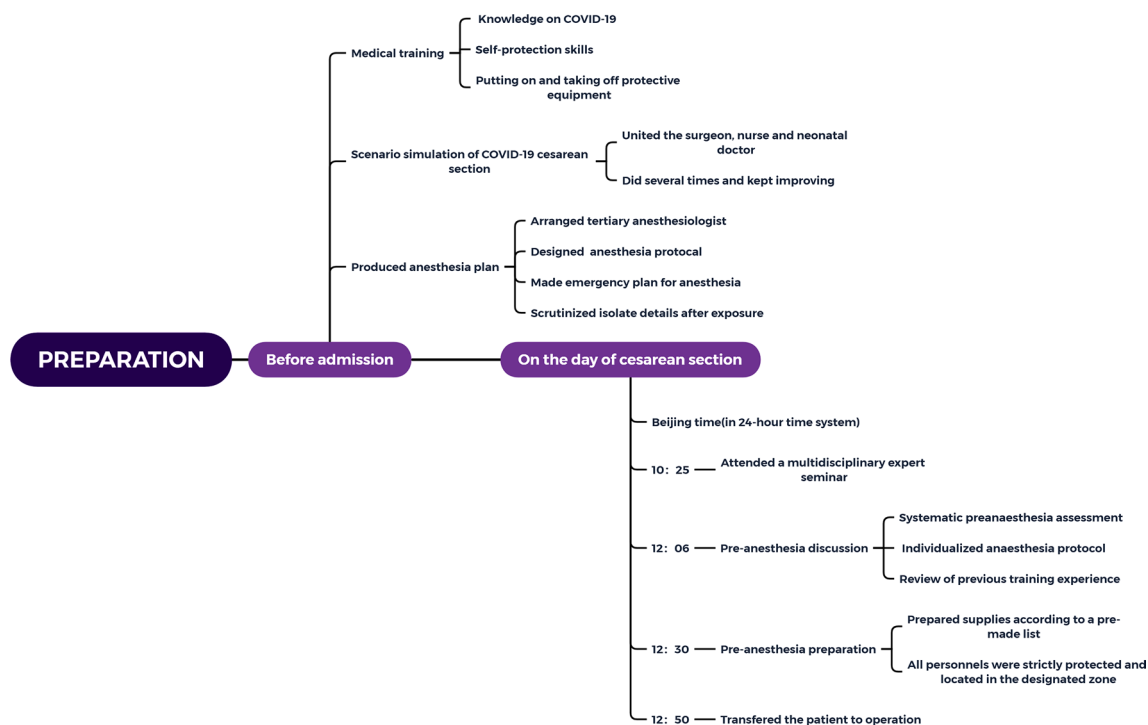 Knowledge on COVID-19
Medical training
Self-protection skills
Putting on and taking off protective
equipment
United the surgeon, nurse and neonatal
doctor
Scenario simulation of COVID-19 cesarean
section
Did several times and kept improving
Arranged tertiary anesthesiologist
Designed anesthesia protocal
Produced anesthesia plan
Made emergency plan for anesthesia
Scrutinized isolate details after exposure
PREPARATION
Before admission
On the day of cesarean section
Beijing time(in 24-hour time system)
10: 25
Attended a multidisciplinary expert
seminar
12: 06
Pre-anesthesia discussion
Systematic preanaesthesia assessment
Individualized anaesthesia protocol
Review of previous training experience
12: 30
Pre-anesthesia preparation
Prepared supplies according to a pre-
made list
All personnels were strictly protected and
located in the designated zone
12: 50
Transfered the patient to operation